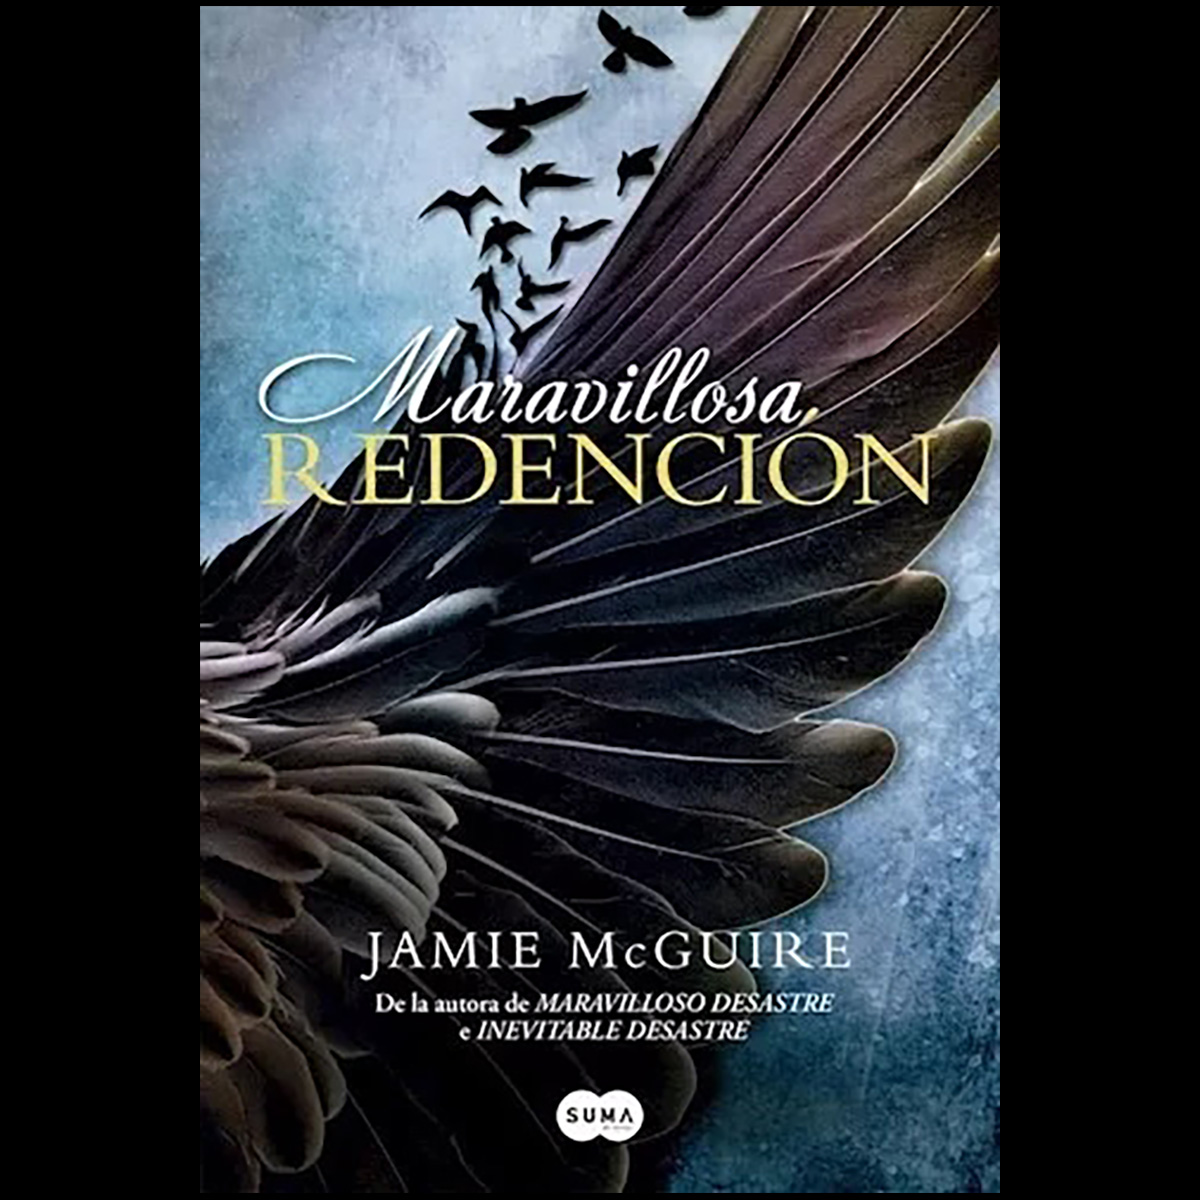 Maravillosa
REDENCIÓN
JAMIE McGUIRE
De la autora de MARAVILLOSO DESASTRE
e INEVITABLE DESASTRE
SUMA